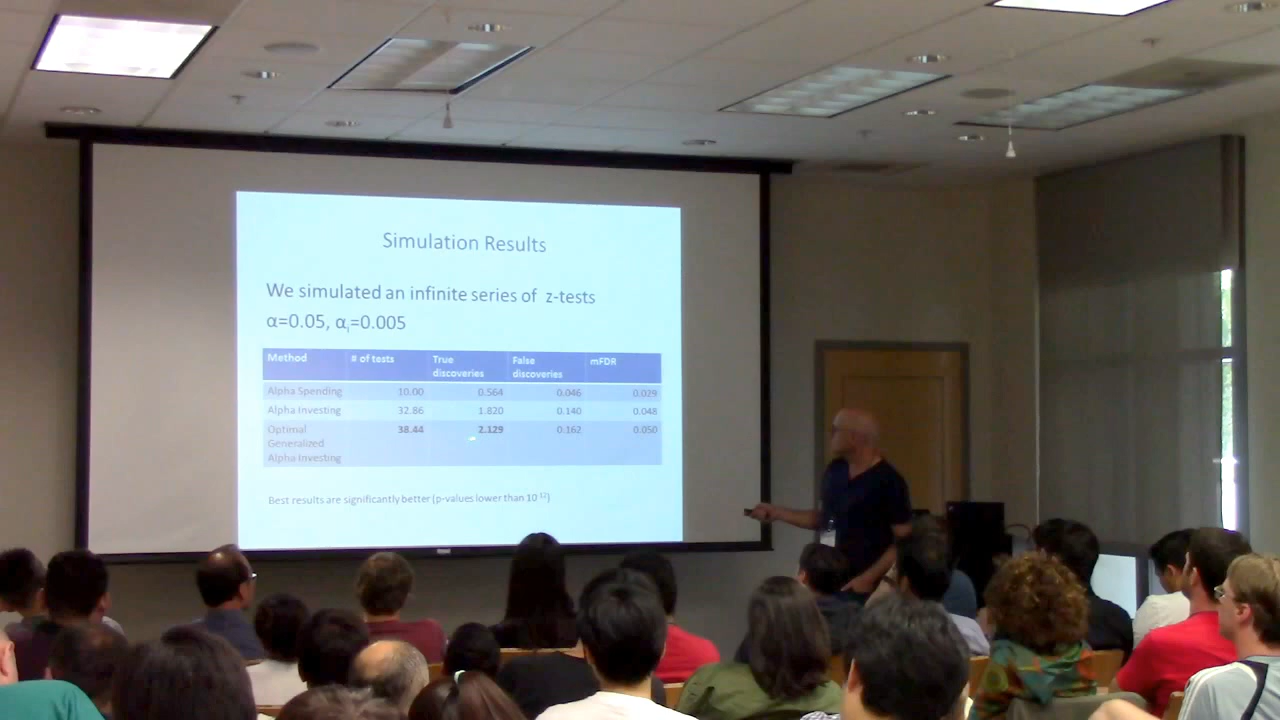 Simulation Results
We simulated an infinite series of z-tests
α=0.05, αᵢ=0.005
Method # of tests True discoveries False discoveries mFDR
Alpha Spending 10.00 0.564 0.046 0.029
Alpha Investing 32.86 1.820 0.140 0.048
Optimal Generalized Alpha Investing 38.44 2.129 0.162 0.050
Best results are significantly better (p-values lower than 10⁻¹²)